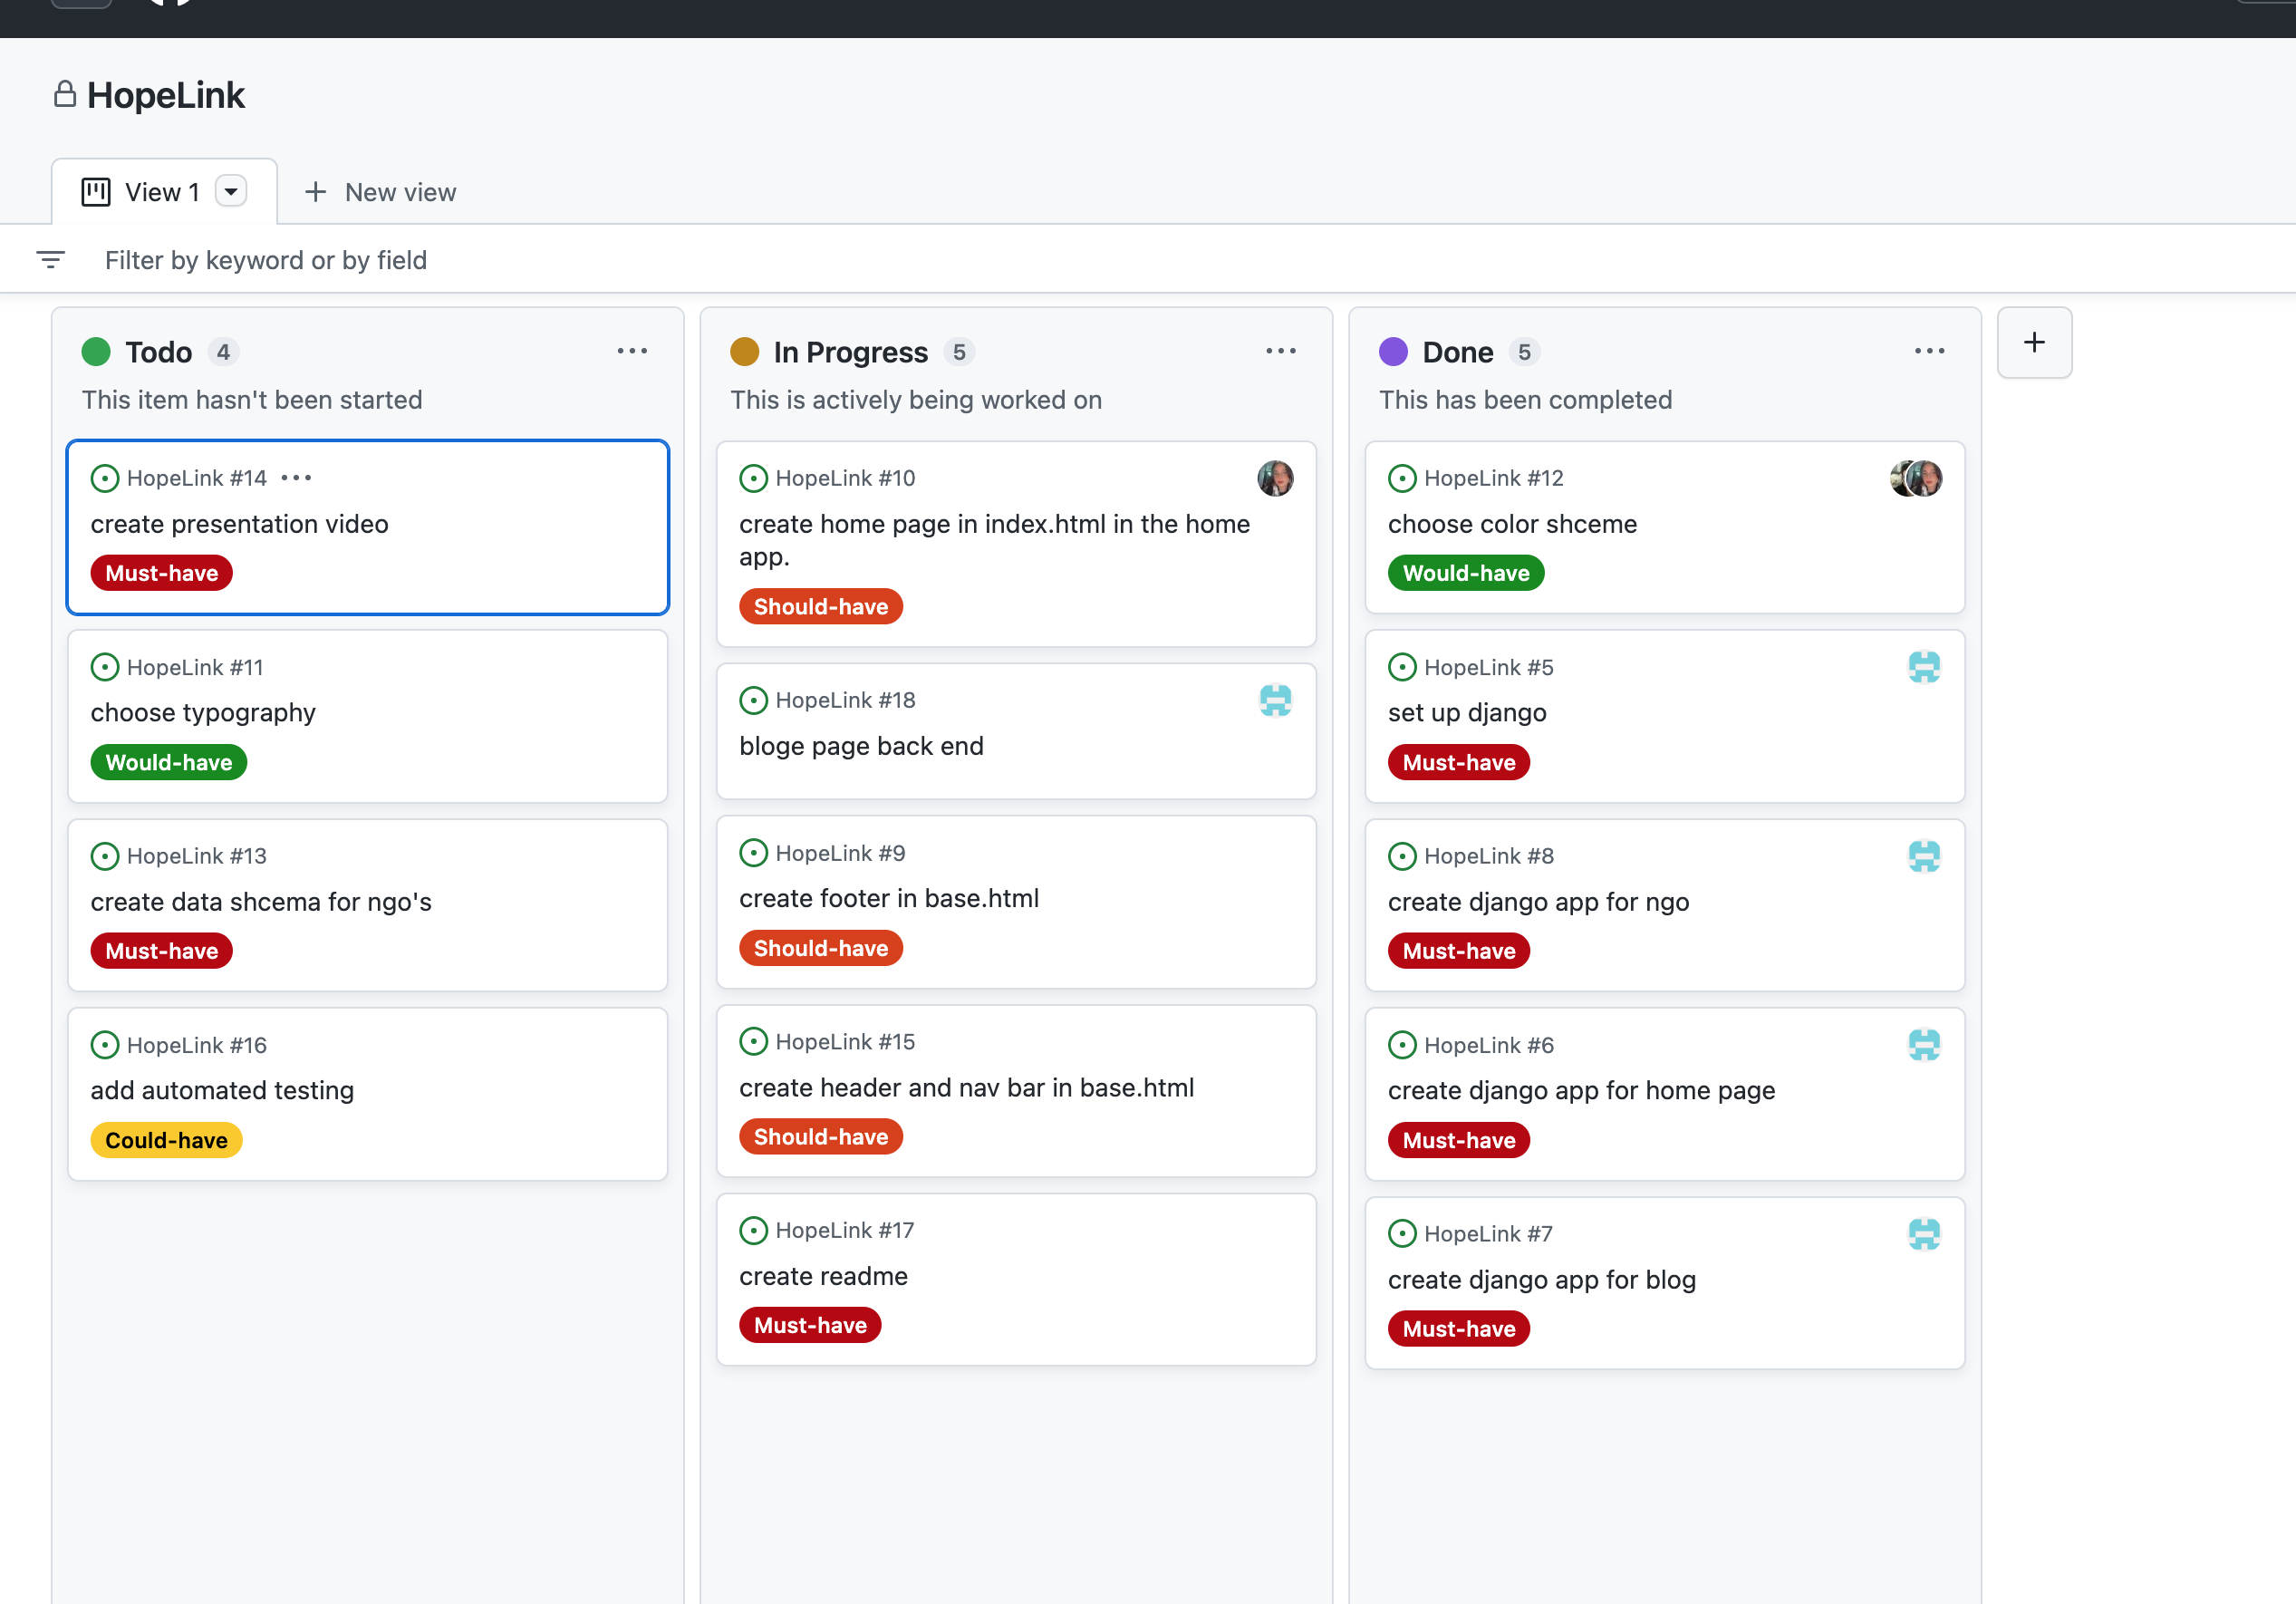 HopeLink
View 1
New view
Filter by keyword or by field
Todo 4
This item hasn't been started
HopeLink #14
create presentation video
Must-have
HopeLink #11
choose typography
Would-have
HopeLink #13
create data shcema for ngo's
Must-have
HopeLink #16
add automated testing
Could-have
In Progress 5
This is actively being worked on
HopeLink #10
create home page in index.html in the home
app.
Should-have
HopeLink #18
bloge page back end
HopeLink #9
create footer in base.html
Should-have
HopeLink #15
create header and nav bar in base.html
Should-have
HopeLink #17
create readme
Must-have
Done 5
This has been completed
HopeLink #12
choose color shceme
Would-have
HopeLink #5
set up django
Must-have
HopeLink #8
create django app for ngo
Must-have
HopeLink #6
create django app for home page
Must-have
HopeLink #7
create django app for blog
Must-have